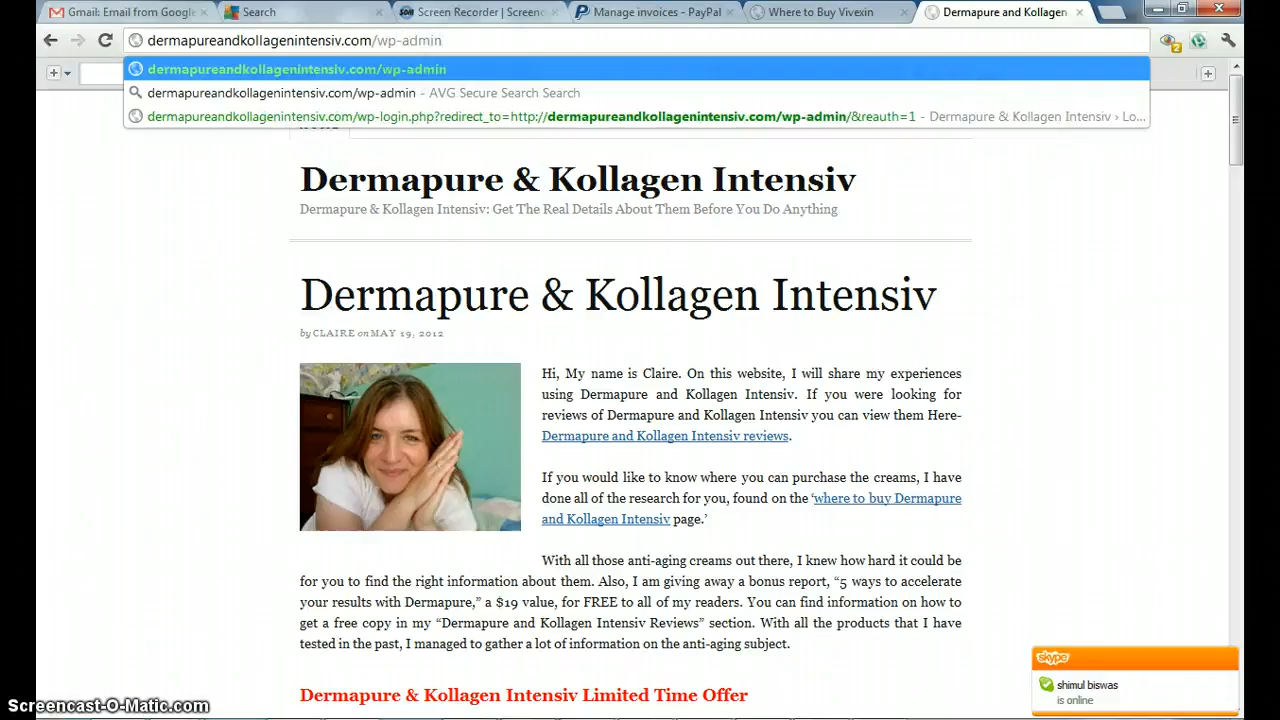 Gmail: Email from Google
Search
Screen Recorder | Screenc
Manage invoices - PayPal
Where to Buy Vivexin
Dermapure and Kollagen
dermapureandkollagenintensiv.com/wp-admin
dermapureandkollagenintensiv.com/wp-admin
dermapureandkollagenintensiv.com/wp-admin - AVG Secure Search Search
dermapureandkollagenintensiv.com/wp-login.php?redirect_to=http://dermapureandkollagenintensiv.com/wp-admin/&reauth=1 - Dermapure & Kollagen Intensiv › Lo...
Dermapure & Kollagen Intensiv
Dermapure & Kollagen Intensiv: Get The Real Details About Them Before You Do Anything
Dermapure & Kollagen Intensiv
by CLAIRE on MAY 19, 2012
Hi, My name is Claire. On this website, I will share my experiences
using Dermapure and Kollagen Intensiv. If you were looking for
reviews of Dermapure and Kollagen Intensiv you can view them Here-
Dermapure and Kollagen Intensiv reviews.
If you would like to know where you can purchase the creams, I have
done all of the research for you, found on the ‘where to buy Dermapure
and Kollagen Intensiv page.’
With all those anti-aging creams out there, I knew how hard it could be
for you to find the right information about them. Also, I am giving away a bonus report, “5 ways to accelerate
your results with Dermapure,” a $19 value, for FREE to all of my readers. You can find information on how to
get a free copy in my “Dermapure and Kollagen Intensiv Reviews” section. With all the products that I have
tested in the past, I managed to gather a lot of information on the anti-aging subject.
Dermapure & Kollagen Intensiv Limited Time Offer
skype
shimul biswas
is online
Screencast-O-Matic.com